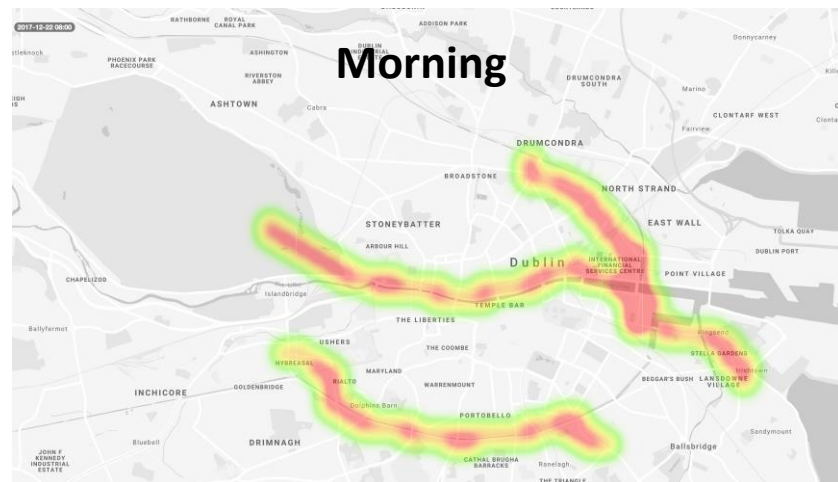 2017-12-22 08:00
Morning
RATHBORNE
ROYAL
CANAL PARK
ADDISON PARK
DUBLIN
INDUSTRIAL
ESTATE
Donnycarney
PHOENIX PARK
RACECOURSE
ASHINGTON
RIVERSTON
ABBEY
DRUMCONDRA
SOUTH
Marino
ASHTOWN
Cabra
CLONTARF WEST
Fairview
DRUMCONDRA
BROADSTONE
NORTH STRAND
STONEYBATTER
EAST WALL
TOLKA QUAY
ARBOUR HILL
DUBLIN PORT
Dublin
INTERNATIONAL
FINANCIAL
SERVICES CENTRE
POINT VILLAGE
CHAPELIZOD
Islandbridge
TEMPLE BAR
THE LIBERTIES
Ballyfermot
Ringsend
USHERS
THE COOMBE
STELLA GARDENS
HYBREASAL
MARYLAND
Irishtown
GOLDENBRIDGE
RIALTO
WARRENMOUNT
BEGGAR'S BUSH
LANSDOWNE
VILLAGE
INCHICORE
Dolphins Barn
PORTOBELLO
Sandymount
Bluebell
DRIMNAGH
Ballsbridge
JOHN F
KENNEDY
INDUSTRIAL
ESTATE
CATHAL BRUGHA
BARRACKS
Ranelagh
THE TRIANGLE